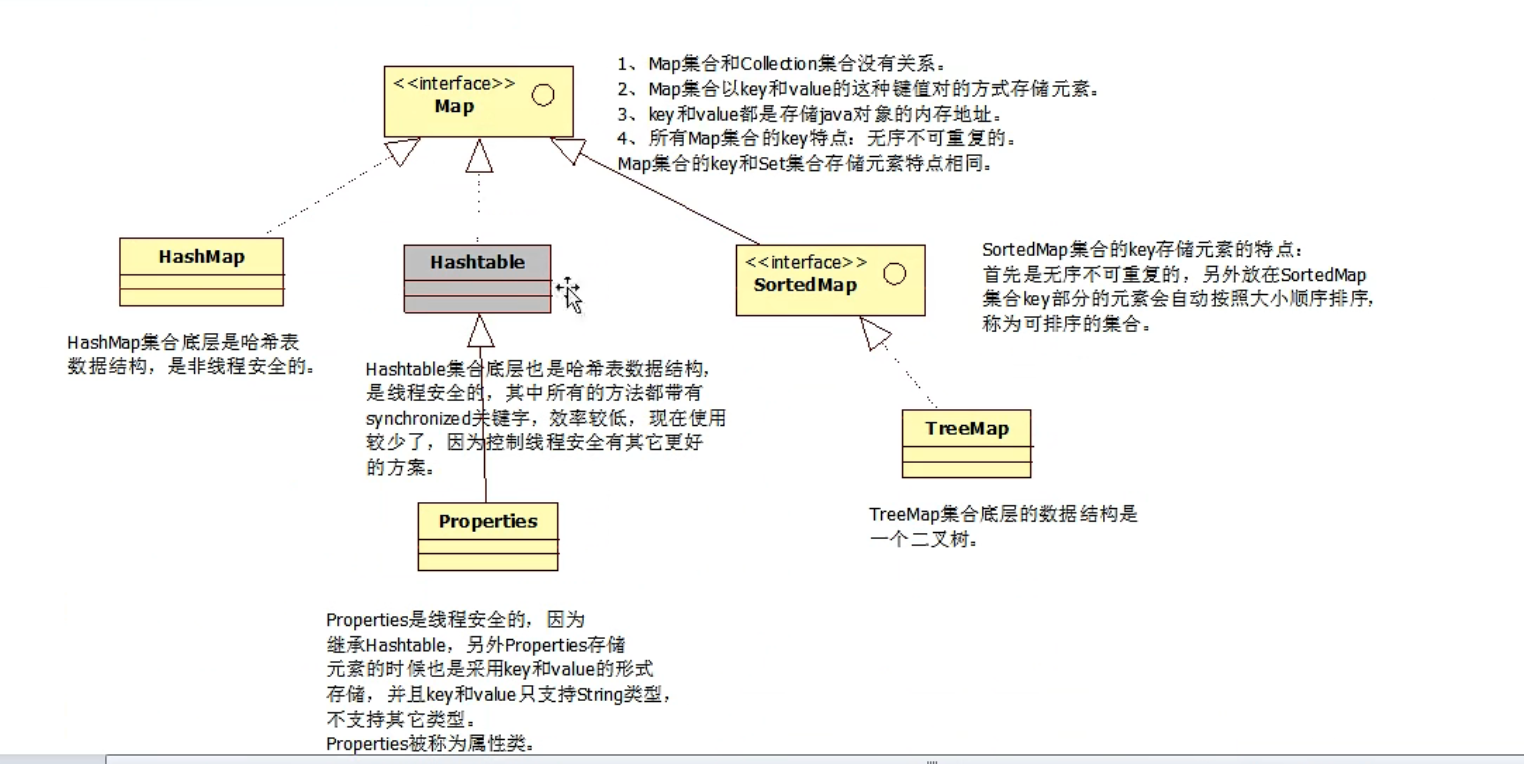 <<interface>>
Map
1、Map集合和Collection集合没有关系。
2、Map集合以key和value的这种键值对的方式存储元素。
3、key和value都是存储java对象的内存地址。
4、所有Map集合的key特点：无序不可重复的。
Map集合的key和Set集合存储元素特点相同。
HashMap
HashMap集合底层是哈希表
数据结构，是非线程安全的。
Hashtable
Hashtable集合底层也是哈希表数据结构，
是线程安全的，其中所有的方法都带有
synchronized关键字，效率较低，现在使用
较少了，因为控制线程安全有其它更好
的方案。
<<interface>>
SortedMap
SortedMap集合的key存储元素的特点：
首先是无序不可重复的，另外放在SortedMap
集合key部分的元素会自动按照大小顺序排序，
称为可排序的集合。
TreeMap
TreeMap集合底层的数据结构是
一个二叉树。
Properties
Properties是线程安全的，因为
继承Hashtable，另外Properties存储
元素的时候也是采用key和value的形式
存储，并且key和value只支持String类型，
不支持其它类型。
Properties被称为属性类。